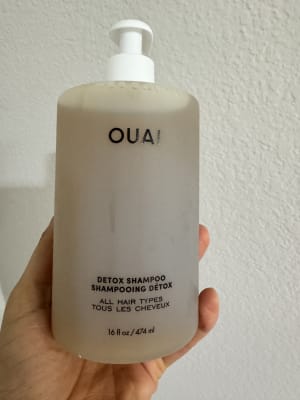 OUAI
DETOX SHAMPOO
SHAMPOOING DÉTOX
ALL HAIR TYPES
TOUS LES CHEVEUX
16 fl oz / 474 ml